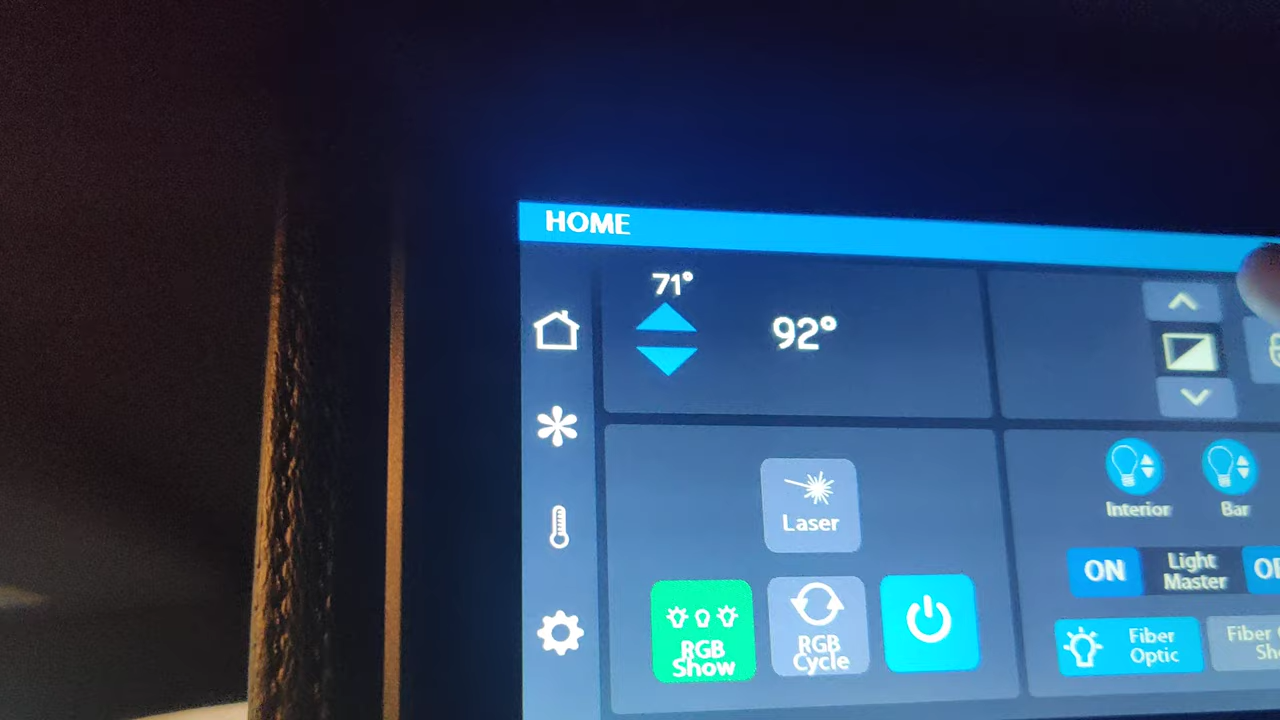 HOME
71°
92°
Laser
RGB
Show
RGB
Cycle
Interior
Bar
ON
Light
Master
Fiber
Optic
Fiber